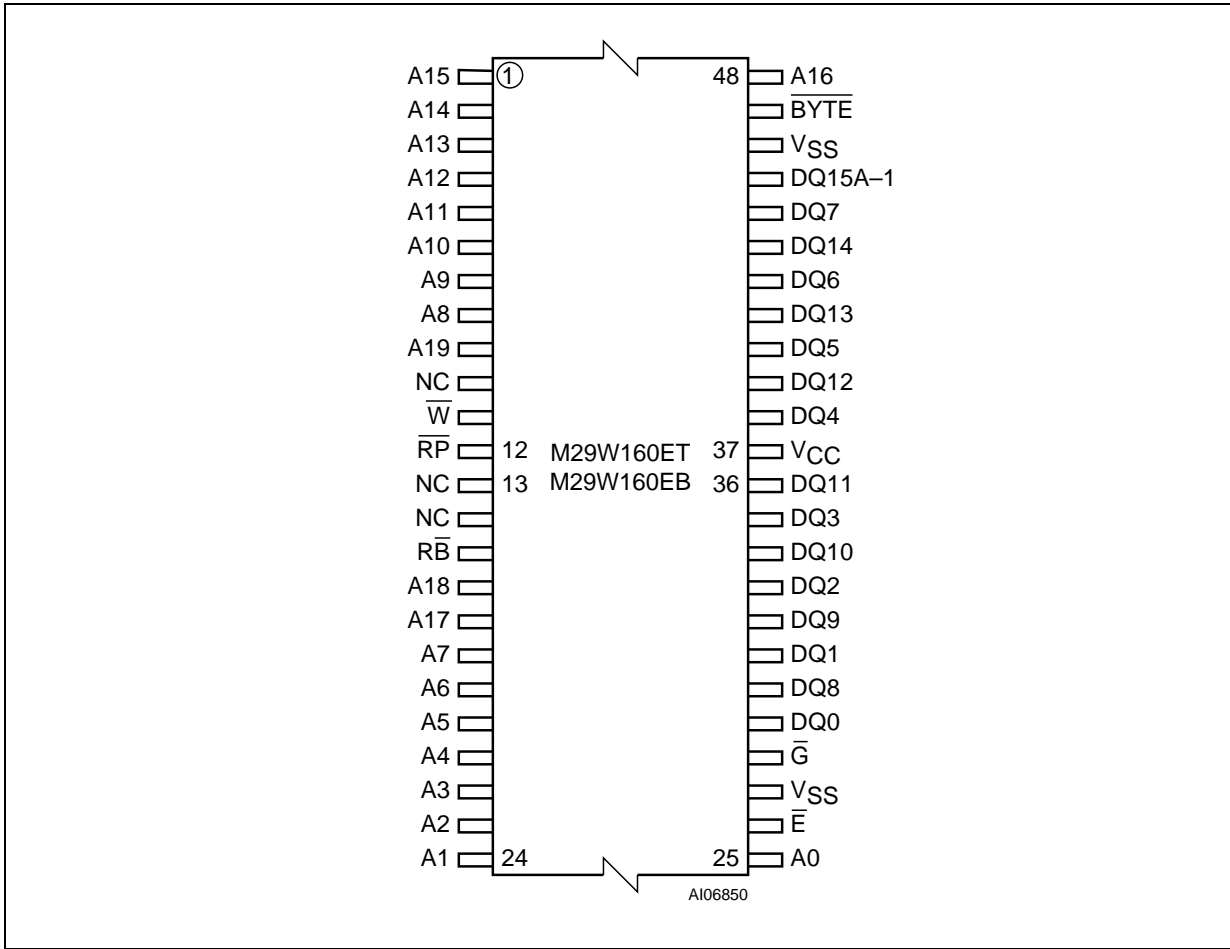 A15 1 48 A16
A14 B̅Y̅T̅E̅
A13 VSS
A12 DQ15A–1
A11 DQ7
A10 DQ14
A9 DQ6
A8 DQ13
A19 DQ5
NC DQ12
W̅ DQ4
R̅P̅ 12 M29W160ET 37 VCC
NC 13 M29W160EB 36 DQ11
NC DQ3
RB̅ DQ10
A18 DQ2
A17 DQ9
A7 DQ1
A6 DQ8
A5 DQ0
A4 G̅
A3 VSS
A2 E̅
A1 24 25 A0
AI06850